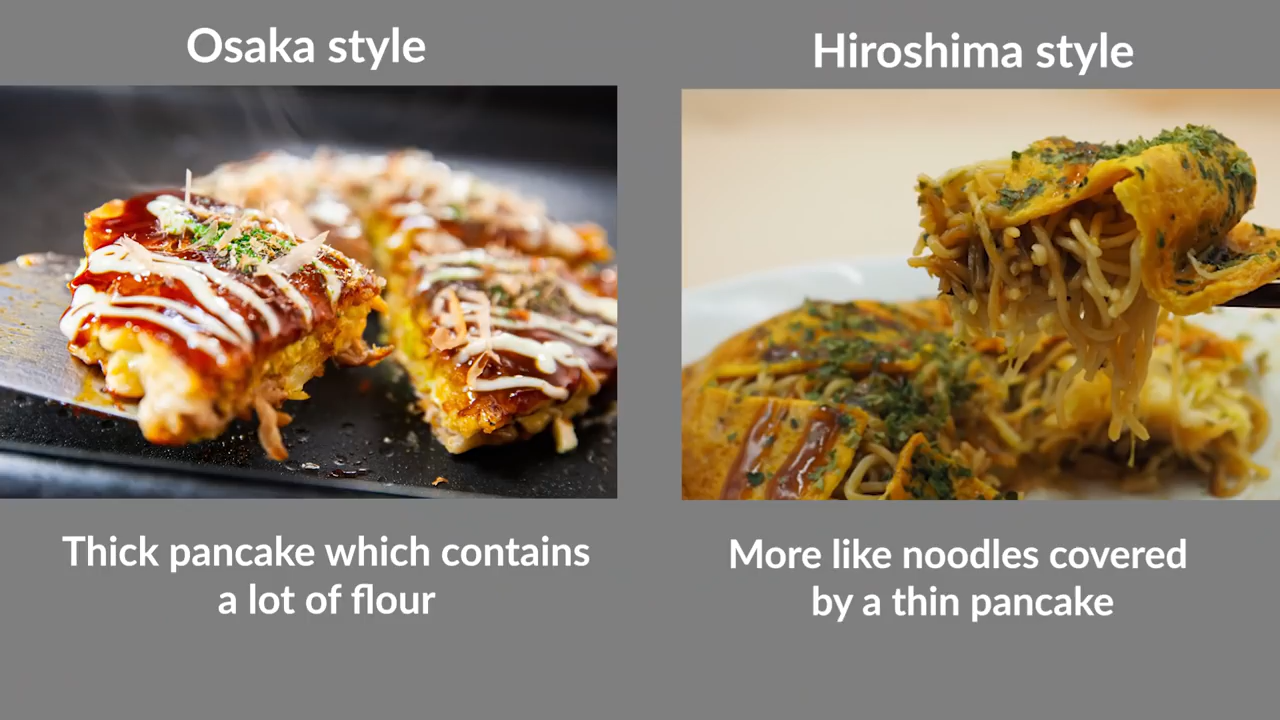 Osaka style
Hiroshima style
Thick pancake which contains
a lot of flour
More like noodles covered
by a thin pancake